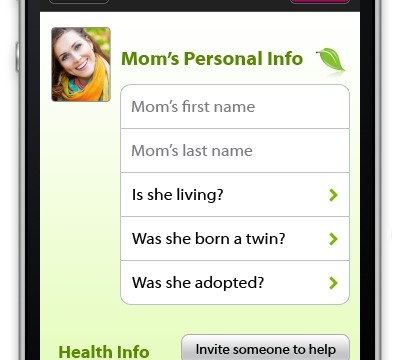 Mom's Personal Info
Mom's first name
Mom's last name
Is she living?
Was she born a twin?
Was she adopted?
Health Info
Invite someone to help